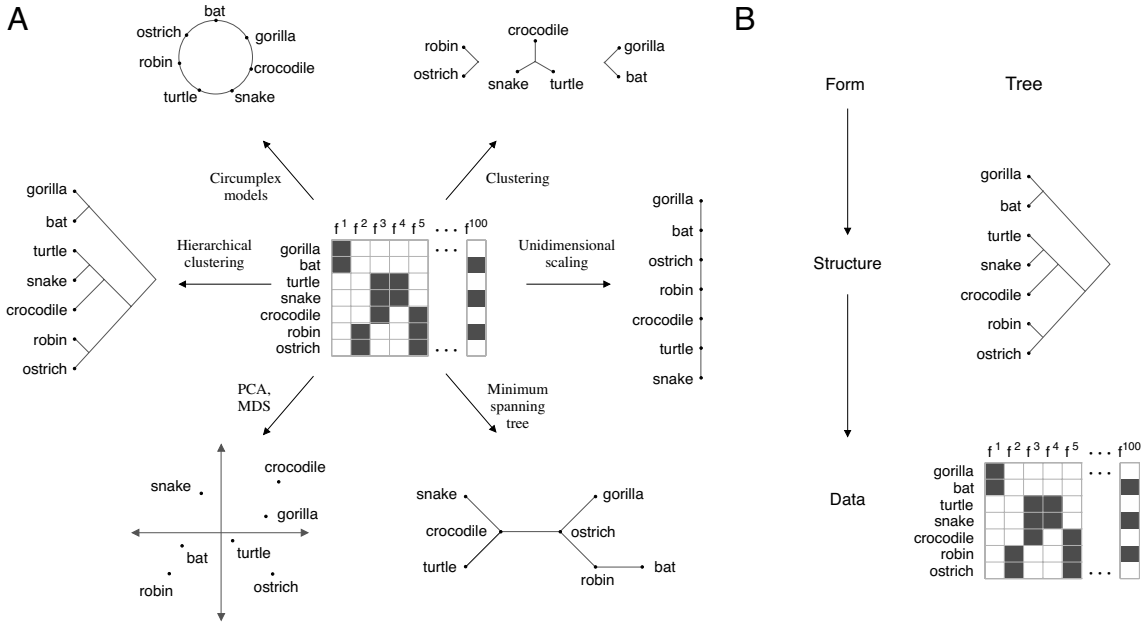 A
bat
ostrich
gorilla
robin
crocodile
turtle
snake
robin
ostrich
crocodile
snake
turtle
gorilla
bat
Circumplex
models
Clustering
gorilla
bat
turtle
snake
crocodile
robin
ostrich
Hierarchical
clustering
f1 f2 f3 f4 f5 ... f100
gorilla ...
bat
turtle
snake
crocodile
robin
ostrich ...
Unidimensional
scaling
gorilla
bat
ostrich
robin
crocodile
turtle
snake
PCA,
MDS
Minimum
spanning
tree
crocodile
snake
gorilla
turtle
bat
robin
ostrich
snake
gorilla
crocodile
ostrich
turtle
robin
bat
B
Form
Tree
Structure
gorilla
bat
turtle
snake
crocodile
robin
ostrich
Data
f1 f2 f3 f4 f5 ... f100
gorilla ...
bat
turtle
snake
crocodile
robin
ostrich ...